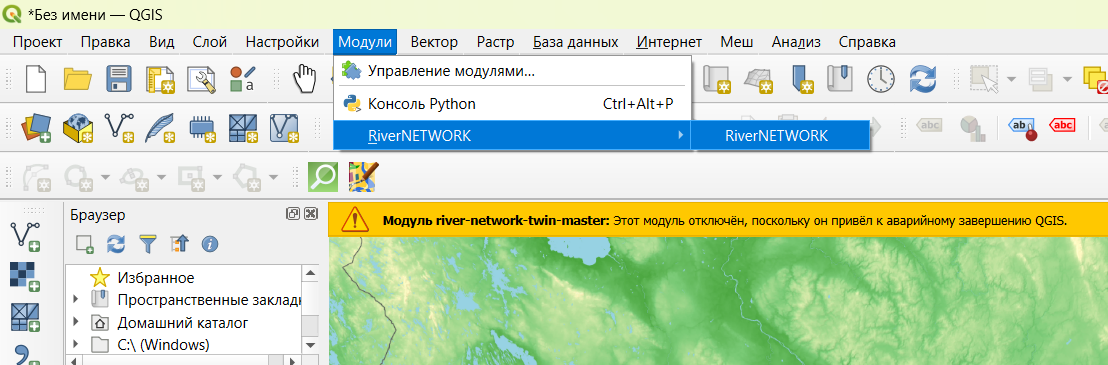 *Без имени — QGIS
Проект Правка Вид Слой Настройки Модули Вектор Растр База данных Интернет Меш Анализ Справка
Управление модулями...
Консоль Python Ctrl+Alt+P
RiverNETWORK RiverNETWORK
abc ab abc
Браузер
Модуль river-network-twin-master: Этот модуль отключён, поскольку он привёл к аварийному завершению QGIS.
Избранное
Пространственные заклад
Домашний каталог
C:\ (Windows)